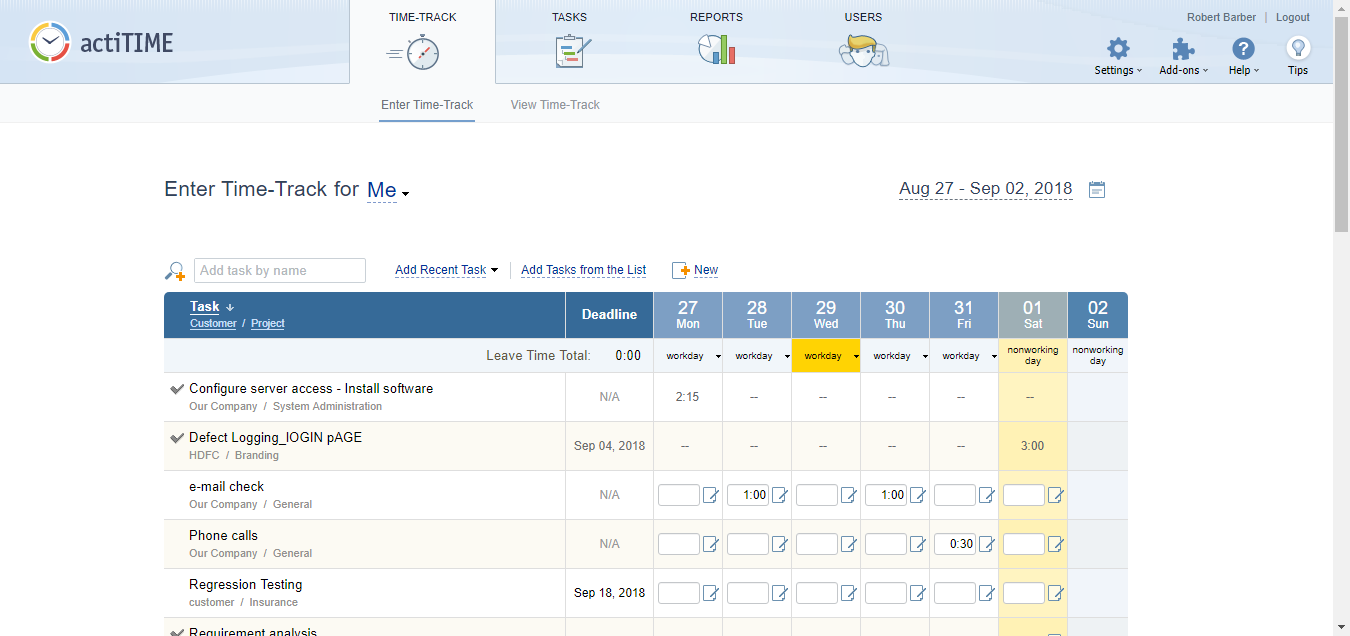 actiTIME
TIME-TRACK
TASKS
REPORTS
USERS
Robert Barber | Logout
Settings
Add-ons
Help
Tips
Enter Time-Track
View Time-Track
Enter Time-Track for Me
Aug 27 - Sep 02, 2018
Add task by name
Add Recent Task
Add Tasks from the List
New
Task
Customer / Project
Deadline
27 Mon
28 Tue
29 Wed
30 Thu
31 Fri
01 Sat
02 Sun
Leave Time Total: 0:00 workday workday workday workday workday nonworking day nonworking day
Configure server access - Install software
Our Company / System Administration
N/A 2:15 -- -- -- -- --
Defect Logging_lOGIN pAGE
HDFC / Branding
Sep 04, 2018 -- -- -- -- -- 3:00
e-mail check
Our Company / General
N/A 1:00 1:00
Phone calls
Our Company / General
N/A 0:30
Regression Testing
customer / Insurance
Sep 18, 2018
Requirement analysis